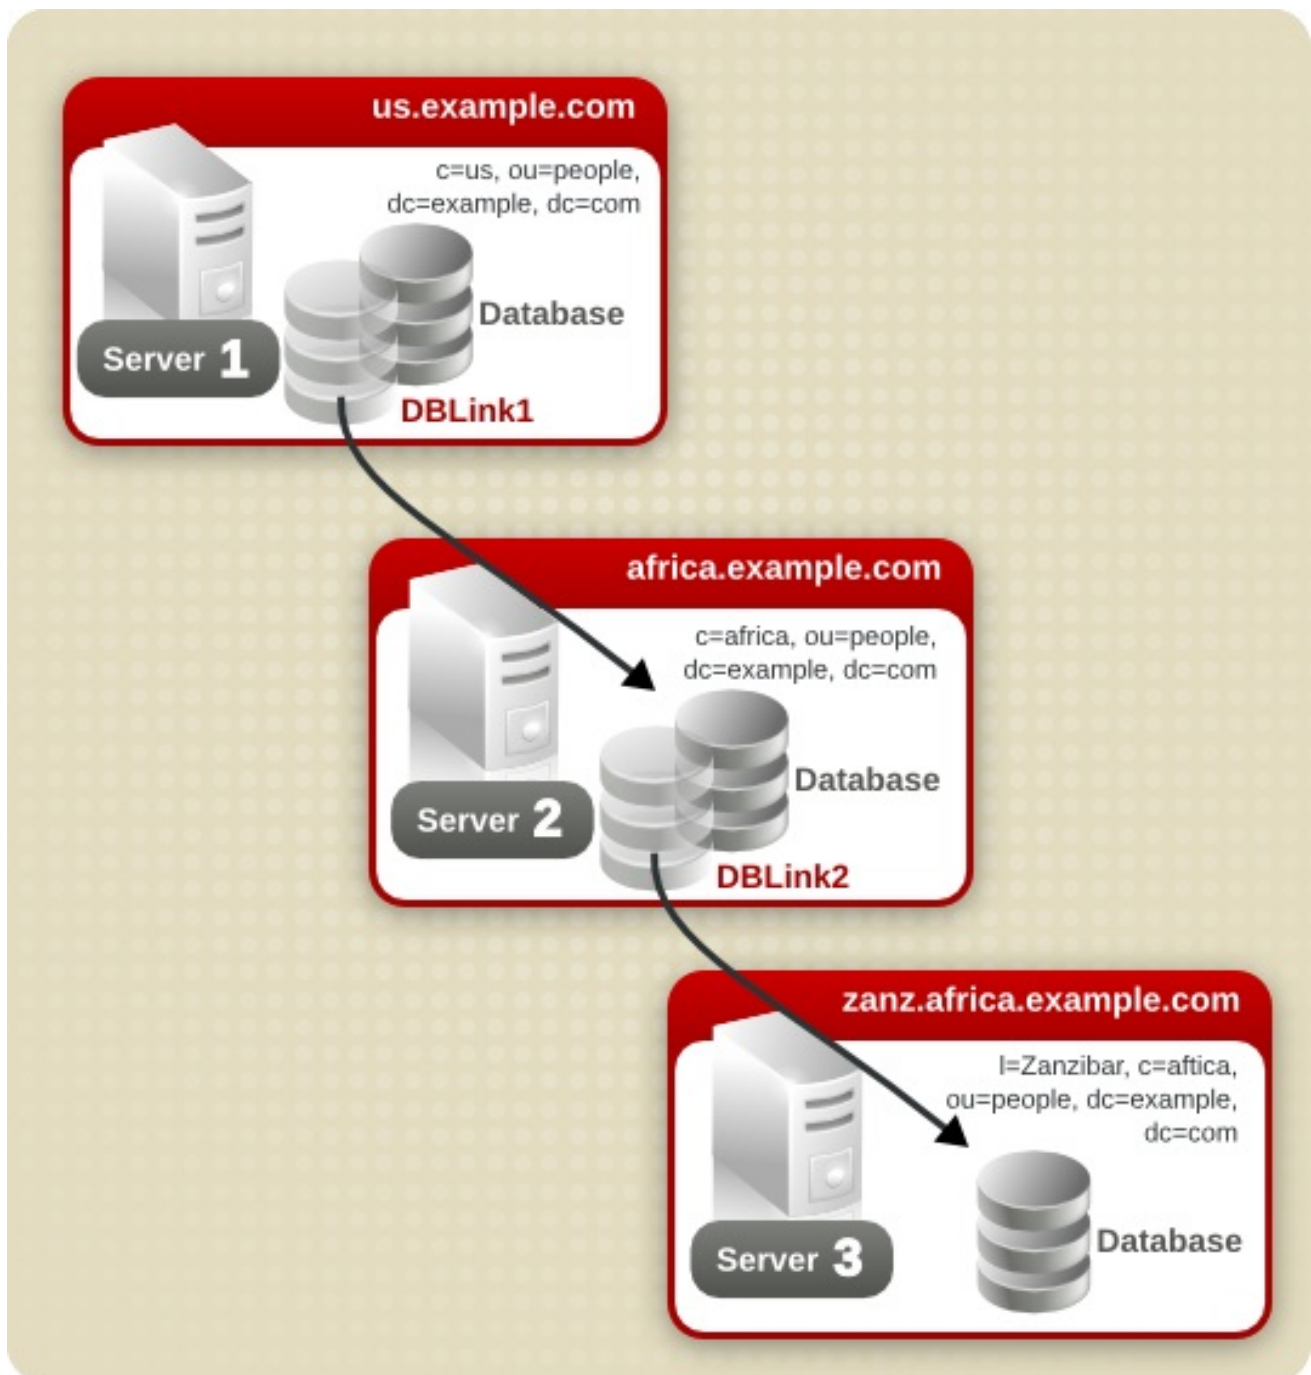 us.example.com
c=us, ou=people,
dc=example, dc=com
Database
Server 1
DBLink1
africa.example.com
c=africa, ou=people,
dc=example, dc=com
Database
Server 2
DBLink2
zanz.africa.example.com
l=Zanzibar, c=aftica,
ou=people, dc=example,
dc=com
Database
Server 3